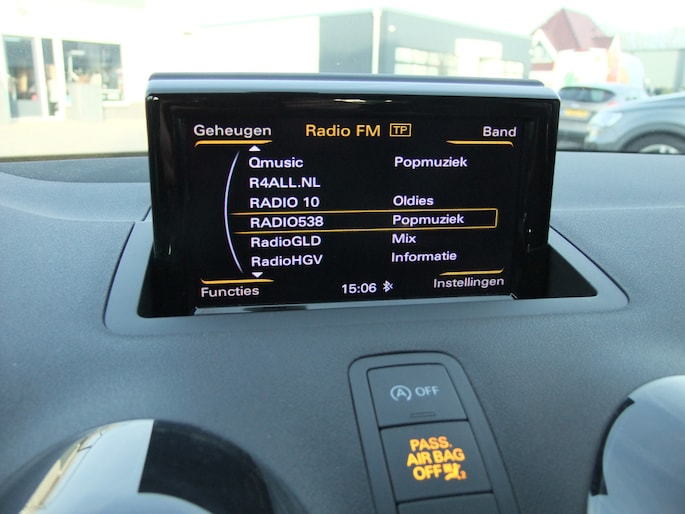 Geheugen Radio FM TP Band
Qmusic Popmuziek
R4ALL.NL
RADIO 10 Oldies
RADIO538 Popmuziek
RadioGLD Mix
RadioHGV Informatie
Functies 15:06 Instellingen
A OFF
PASS.
AIR BAG
OFF 2